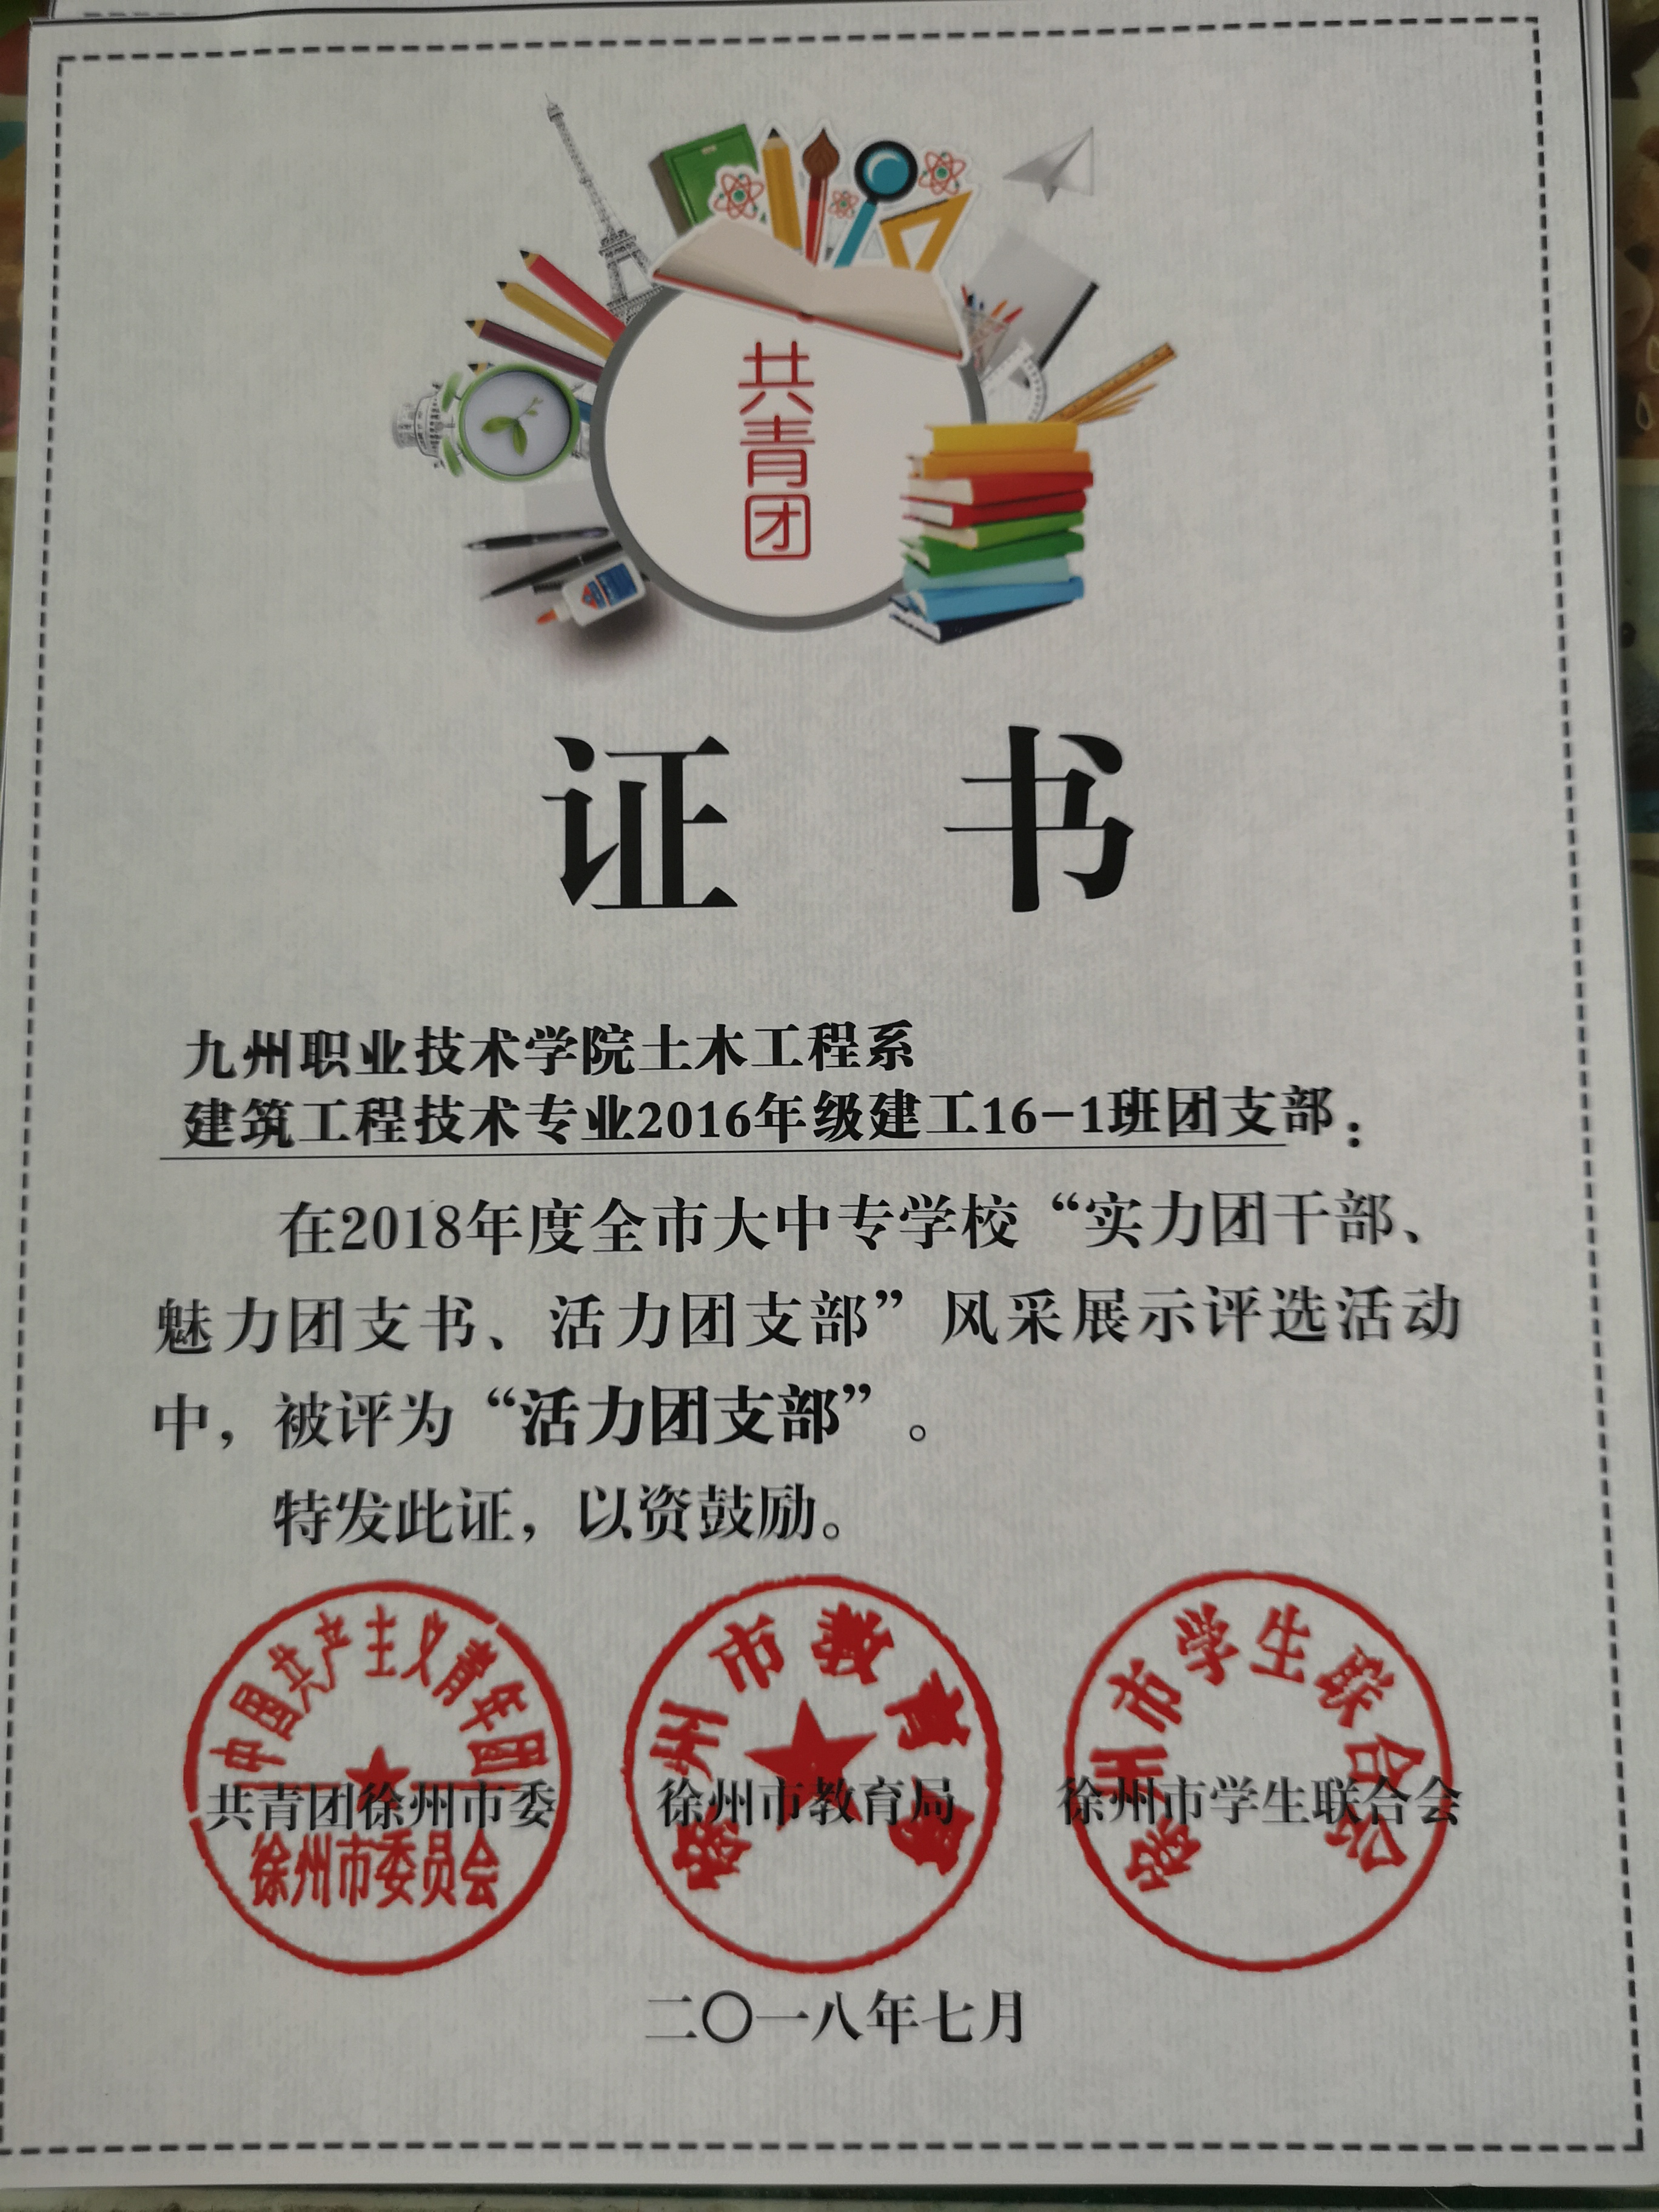 共
青
团
证 书
九州职业技术学院土木工程系
建筑工程技术专业2016年级建工16-1班团支部：
在2018年度全市大中专学校“实力团干部、
魅力团支书、活力团支部”风采展示评选活动
中，被评为“活力团支部”。
特发此证，以资鼓励。
中国共产主义青年团
徐州市委员会
徐州市教育局
徐州市学生联合会
共青团徐州市委 徐州市教育局 徐州市学生联合会
二〇一八年七月